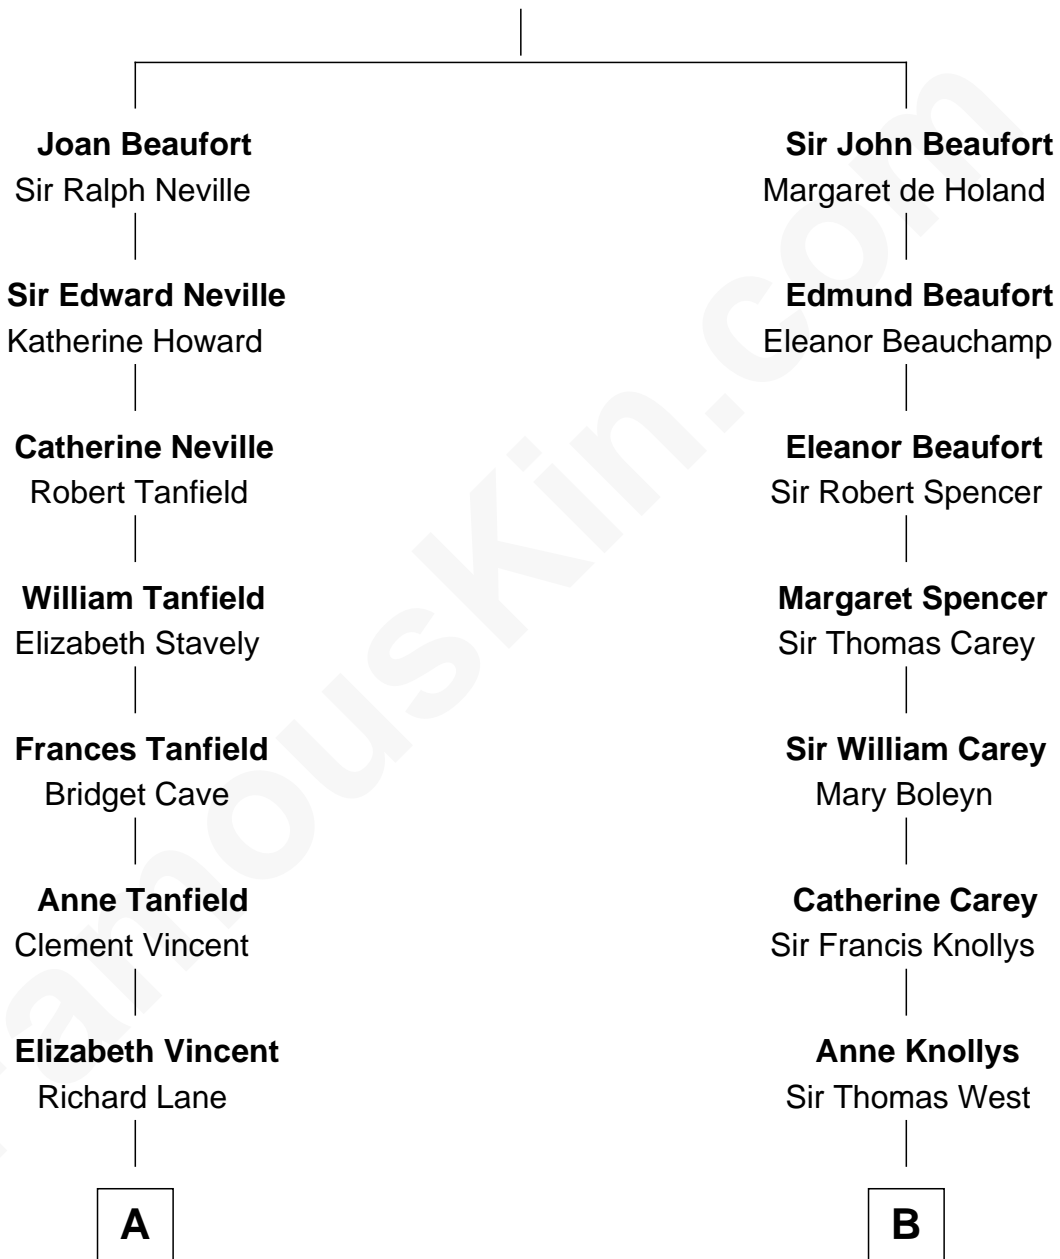 Joan Beaufort
Sir Ralph Neville
Sir Edward Neville
Katherine Howard
Catherine Neville
Robert Tanfield
William Tanfield
Elizabeth Stavely
Frances Tanfield
Bridget Cave
Anne Tanfield
Clement Vincent
Elizabeth Vincent
Richard Lane
A
Sir John Beaufort
Margaret de Holand
Edmund Beaufort
Eleanor Beauchamp
Eleanor Beaufort
Sir Robert Spencer
Margaret Spencer
Sir Thomas Carey
Sir William Carey
Mary Boleyn
Catherine Carey
Sir Francis Knollys
Anne Knollys
Sir Thomas West
B
FamousKin.com